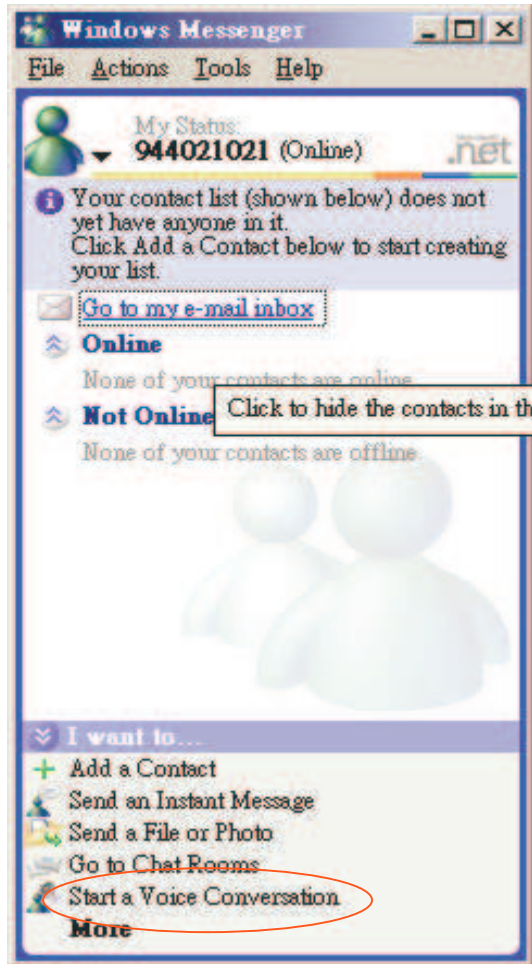 Windows Messenger
File Actions Tools Help
My Status:
944021021 (Online)
.net
Your contact list (shown below) does not
yet have anyone in it.
Click Add a Contact below to start creating
your list.
Go to my e-mail inbox
Online
None of your contacts are online
Not Online
Click to hide the contacts in th
None of your contacts are offline
I want to...
Add a Contact
Send an Instant Message
Send a File or Photo
Go to Chat Rooms
Start a Voice Conversation
More